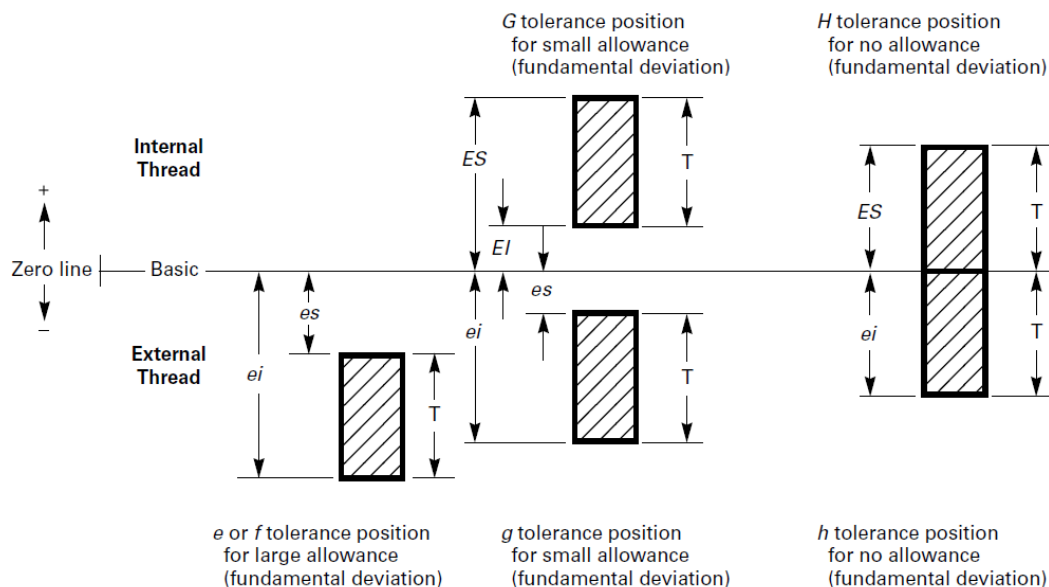 G tolerance position
for small allowance
(fundamental deviation)
H tolerance position
for no allowance
(fundamental deviation)
Internal
Thread
+
ES
T
ES
T
EI
Zero line
Basic
es
es
–
ei
ei
ei
T
External
Thread
T
T
e or f tolerance position
for large allowance
(fundamental deviation)
g tolerance position
for small allowance
(fundamental deviation)
h tolerance position
for no allowance
(fundamental deviation)